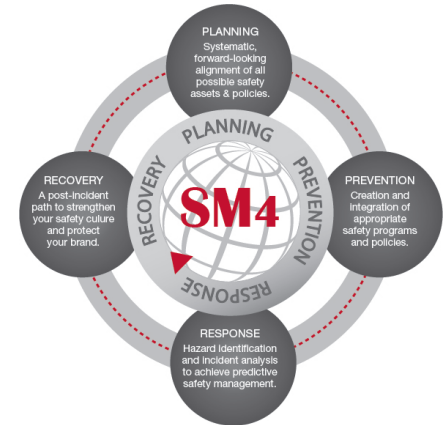 PLANNING
Systematic,
forward-looking
alignment of all
possible safety
assets & policies.
RECOVERY
A post-incident
path to strengthen
your safety culure
and protect
your brand.
PLANNING
PREVENTION
RESPONSE
RECOVERY
SM4
PREVENTION
Creation and
integration of
appropriate
safety programs
and policies.
RESPONSE
Hazard identification
and incident analysis
to achieve predictive
safety management.